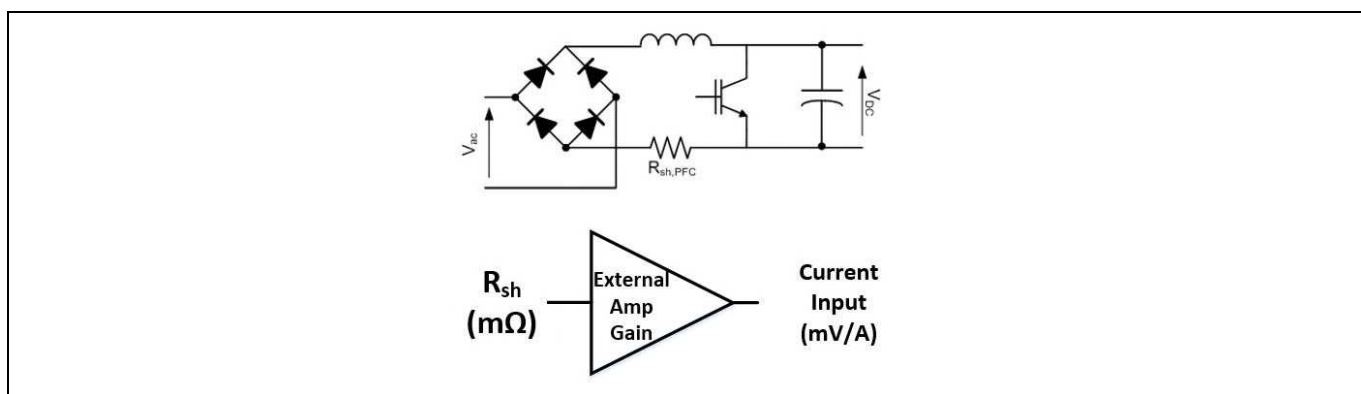 V_ac
R_sh,PFC
V_DC
R_sh
(mΩ)
External
Amp
Gain
Current
Input
(mV/A)